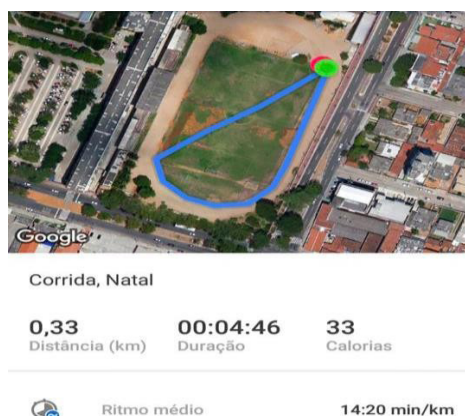 Google
Corrida, Natal
0,33 00:04:46 33
Distância (km) Duração Calorias
Ritmo médio 14:20 min/km